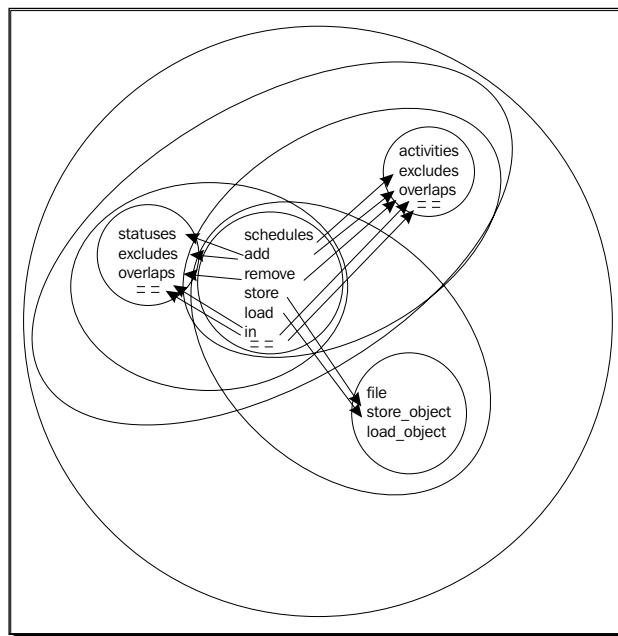 activities
excludes
overlaps
= =
statuses
excludes
overlaps
= =
schedules
add
remove
store
load
in
= =
file
store_object
load_object